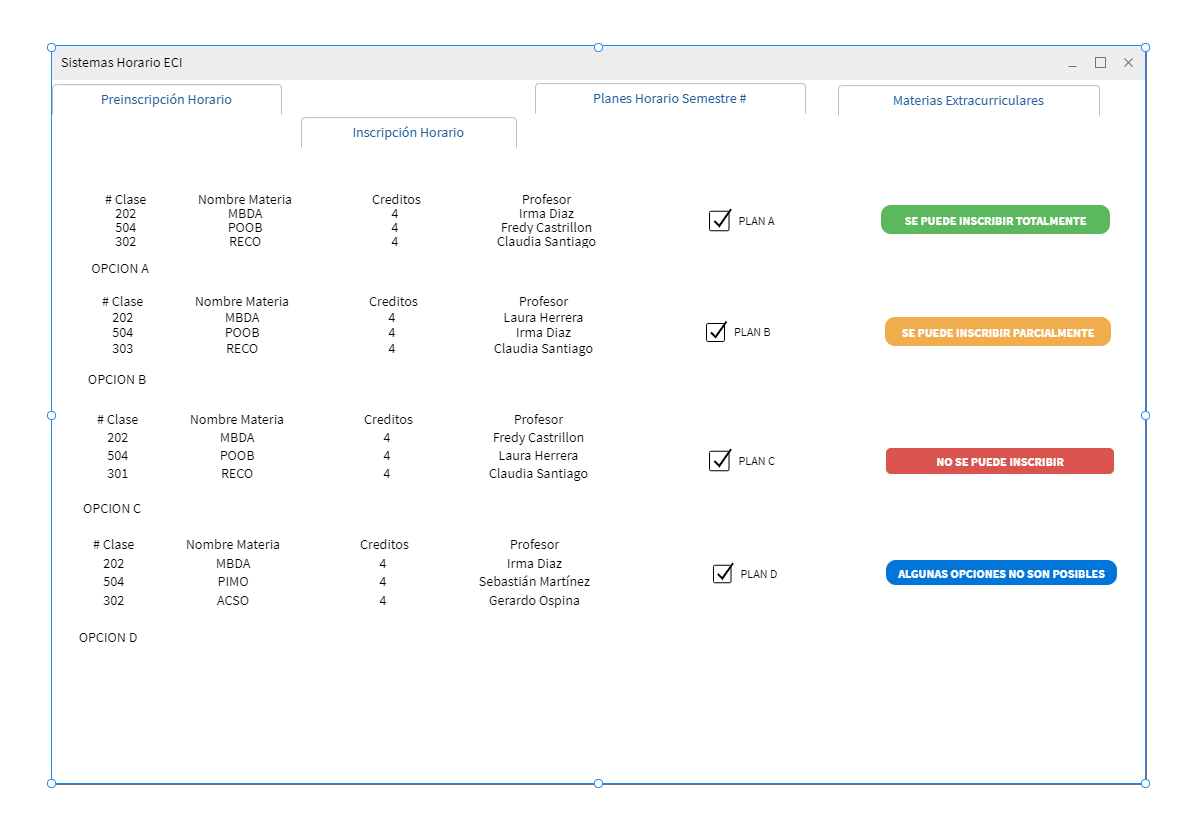 Sistemas Horario ECI
Preinscripción Horario
Planes Horario Semestre #
Materias Extracurriculares
Inscripción Horario
# Clase Nombre Materia Creditos Profesor
202 MBDA 4 Irma Diaz
504 POOB 4 Fredy Castrillon
302 RECO 4 Claudia Santiago
PLAN A
SE PUEDE INSCRIBIR TOTALMENTE
OPCION A
# Clase Nombre Materia Creditos Profesor
202 MBDA 4 Laura Herrera
504 POOB 4 Irma Diaz
303 RECO 4 Claudia Santiago
PLAN B
SE PUEDE INSCRIBIR PARCIALMENTE
OPCION B
# Clase Nombre Materia Creditos Profesor
202 MBDA 4 Fredy Castrillon
504 POOB 4 Laura Herrera
301 RECO 4 Claudia Santiago
PLAN C
NO SE PUEDE INSCRIBIR
OPCION C
# Clase Nombre Materia Creditos Profesor
202 MBDA 4 Irma Diaz
504 PIMO 4 Sebastián Martínez
302 ACSO 4 Gerardo Ospina
PLAN D
ALGUNAS OPCIONES NO SON POSIBLES
OPCION D